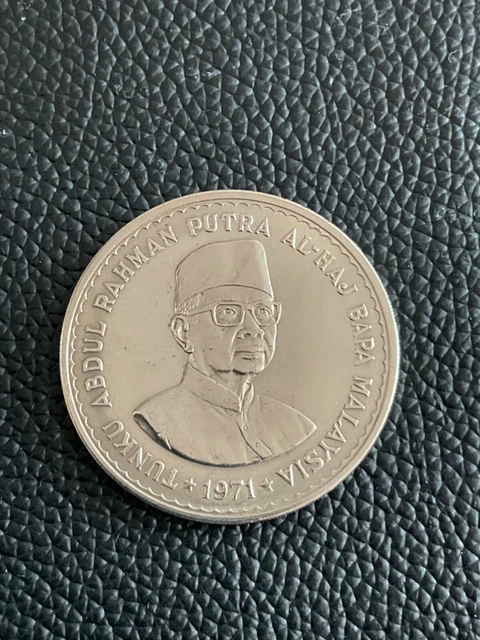 TUNKU ABDUL RAHMAN PUTRA AL-HAJ BAPA MALAYSIA
* 1971 *